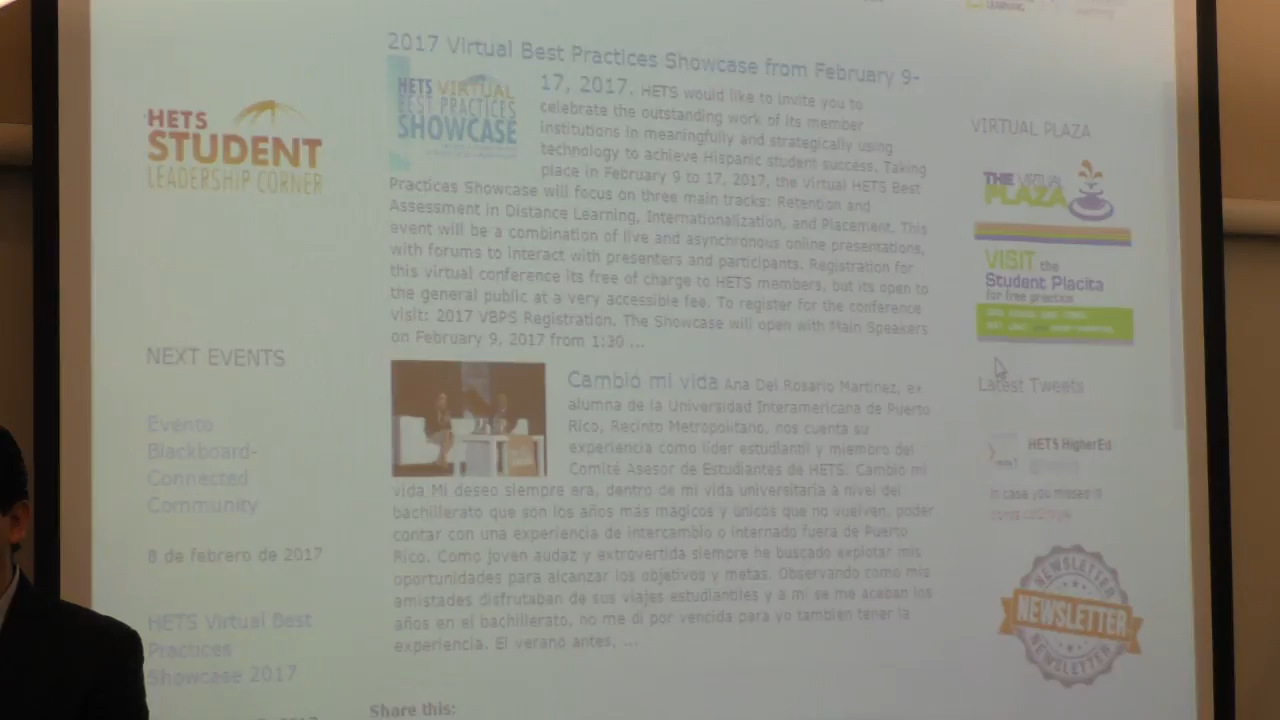 HETS
STUDENT
LEADERSHIP CORNER
NEXT EVENTS
Evento
Blackboard-
Connected
Community
8 de febrero de 2017
HETS Virtual Best
Practices
Showcase 2017
2017 Virtual Best Practices Showcase from February 9-
17, 2017. HETS would like to invite you to
celebrate the outstanding work of its member
institutions in meaningfully and strategically using
technology to achieve Hispanic student success. Taking
place in February 9 to 17, 2017, the Virtual HETS Best
Practices Showcase will focus on three main tracks: Retention and
Assessment in Distance Learning, Internationalization, and Placement. This
event will be a combination of live and asynchronous online presentations,
with forums to interact with presenters and participants. Registration for
this virtual conference its free of charge to HETS members, but its open to
the general public at a very accessible fee. To register for the conference
visit: 2017 VBPS Registration. The Showcase will open with Main Speakers
on February 9, 2017 from 1:30 ...
HETS VIRTUAL
BEST PRACTICES
SHOWCASE
Cambió mi vida Ana Del Rosario Martínez, ex
alumna de la Universidad Interamericana de Puerto
Rico, Recinto Metropolitano, nos cuenta su
experiencia como líder estudiantil y miembro del
Comité Asesor de Estudiantes de HETS. Cambió mi
vida Mi deseo siempre era, dentro de mi vida universitaria a nivel del
bachillerato que son los años más mágicos y únicos que no vuelven, poder
contar con una experiencia de intercambio o internado fuera de Puerto
Rico. Como joven audaz y extrovertida siempre he buscado explotar mis
oportunidades para alcanzar los objetivos y metas. Observando como mis
amistades disfrutaban de sus viajes estudiantiles y a mí se me acaban los
años en el bachillerato, no me di por vencida para yo también tener la
experiencia. El verano antes, ...
Share this:
VIRTUAL PLAZA
THE VIRTUAL
PLAZA
VISIT the
Student Placita
for free practice
Latest Tweets
HETS HigherEd
In case you missed it
NEWSLETTER
NEWSLETTER
NEWSLETTER